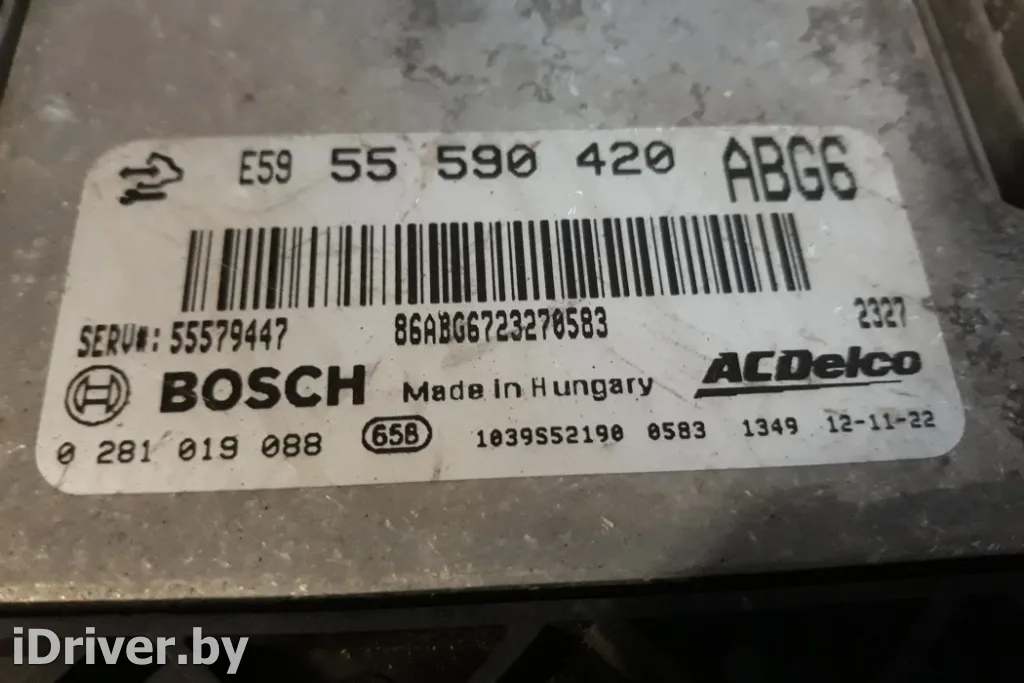 E59 55 590 420 ABG6
SERV#: 55579447 86ABG6723270583 2327
BOSCH Made in Hungary ACDelco
0 281 019 088 65B 1039S52190 0583 1349 12-11-22
iDriver.by